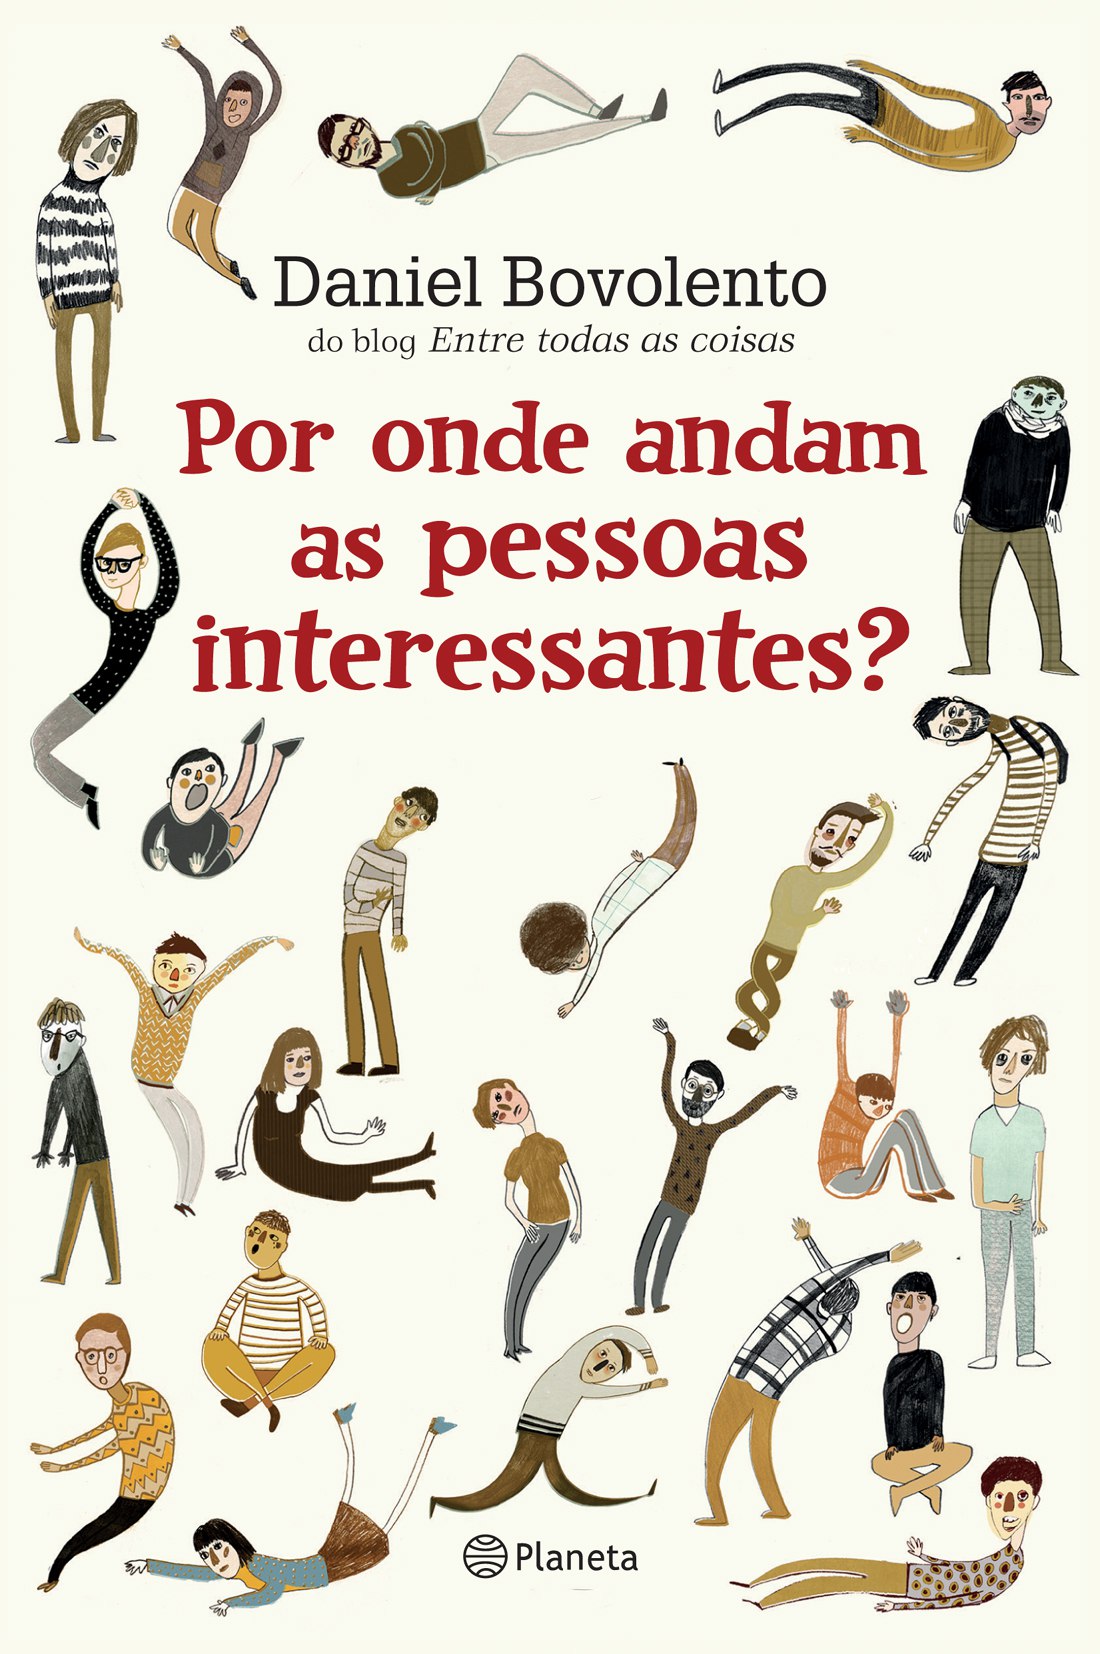 Daniel Bovolento
do blog Entre todas as coisas
Por onde andam
as pessoas
interessantes?
Planeta